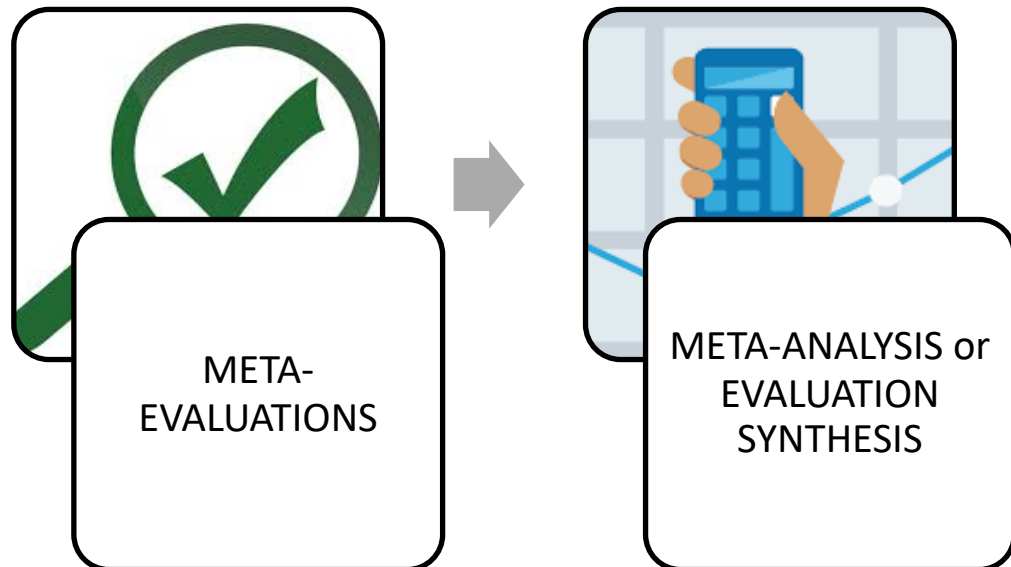 META-
EVALUATIONS
META-ANALYSIS or
EVALUATION
SYNTHESIS